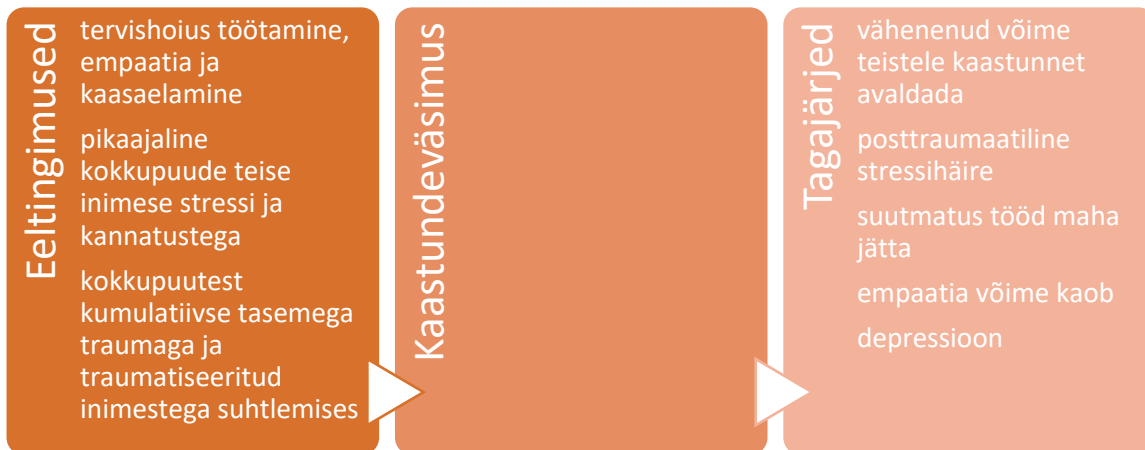 Eeltingimused
tervishoius töötamine,
empaatia ja
kaasaelamine
pikaajaline
kokkupuude teise
inimese stressi ja
kannatustega
kokkupuutest
kumulatiivse tasemega
traumaga ja
traumatiseeritud
inimestega suhtlemises
Kaastundeväsimus
Tagajärjed
vähenenud võime
teistele kaastunnet
avaldada
posttraumaatiline
stressihäire
suutmatus tööd maha
jätta
empaatia võime kaob
depressioon